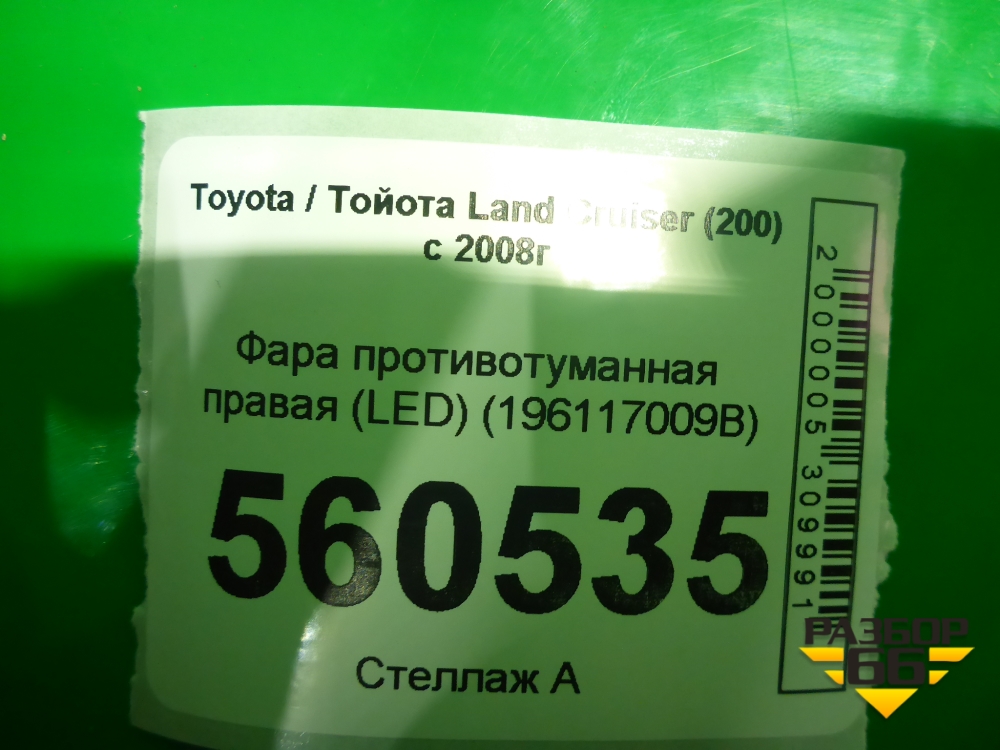 Toyota / Тойота Land Cruiser (200)
с 2008г
Фара противотуманная
правая (LED) (196117009B)
560535
Стеллаж А
2000005309991
РАЗБОР
66